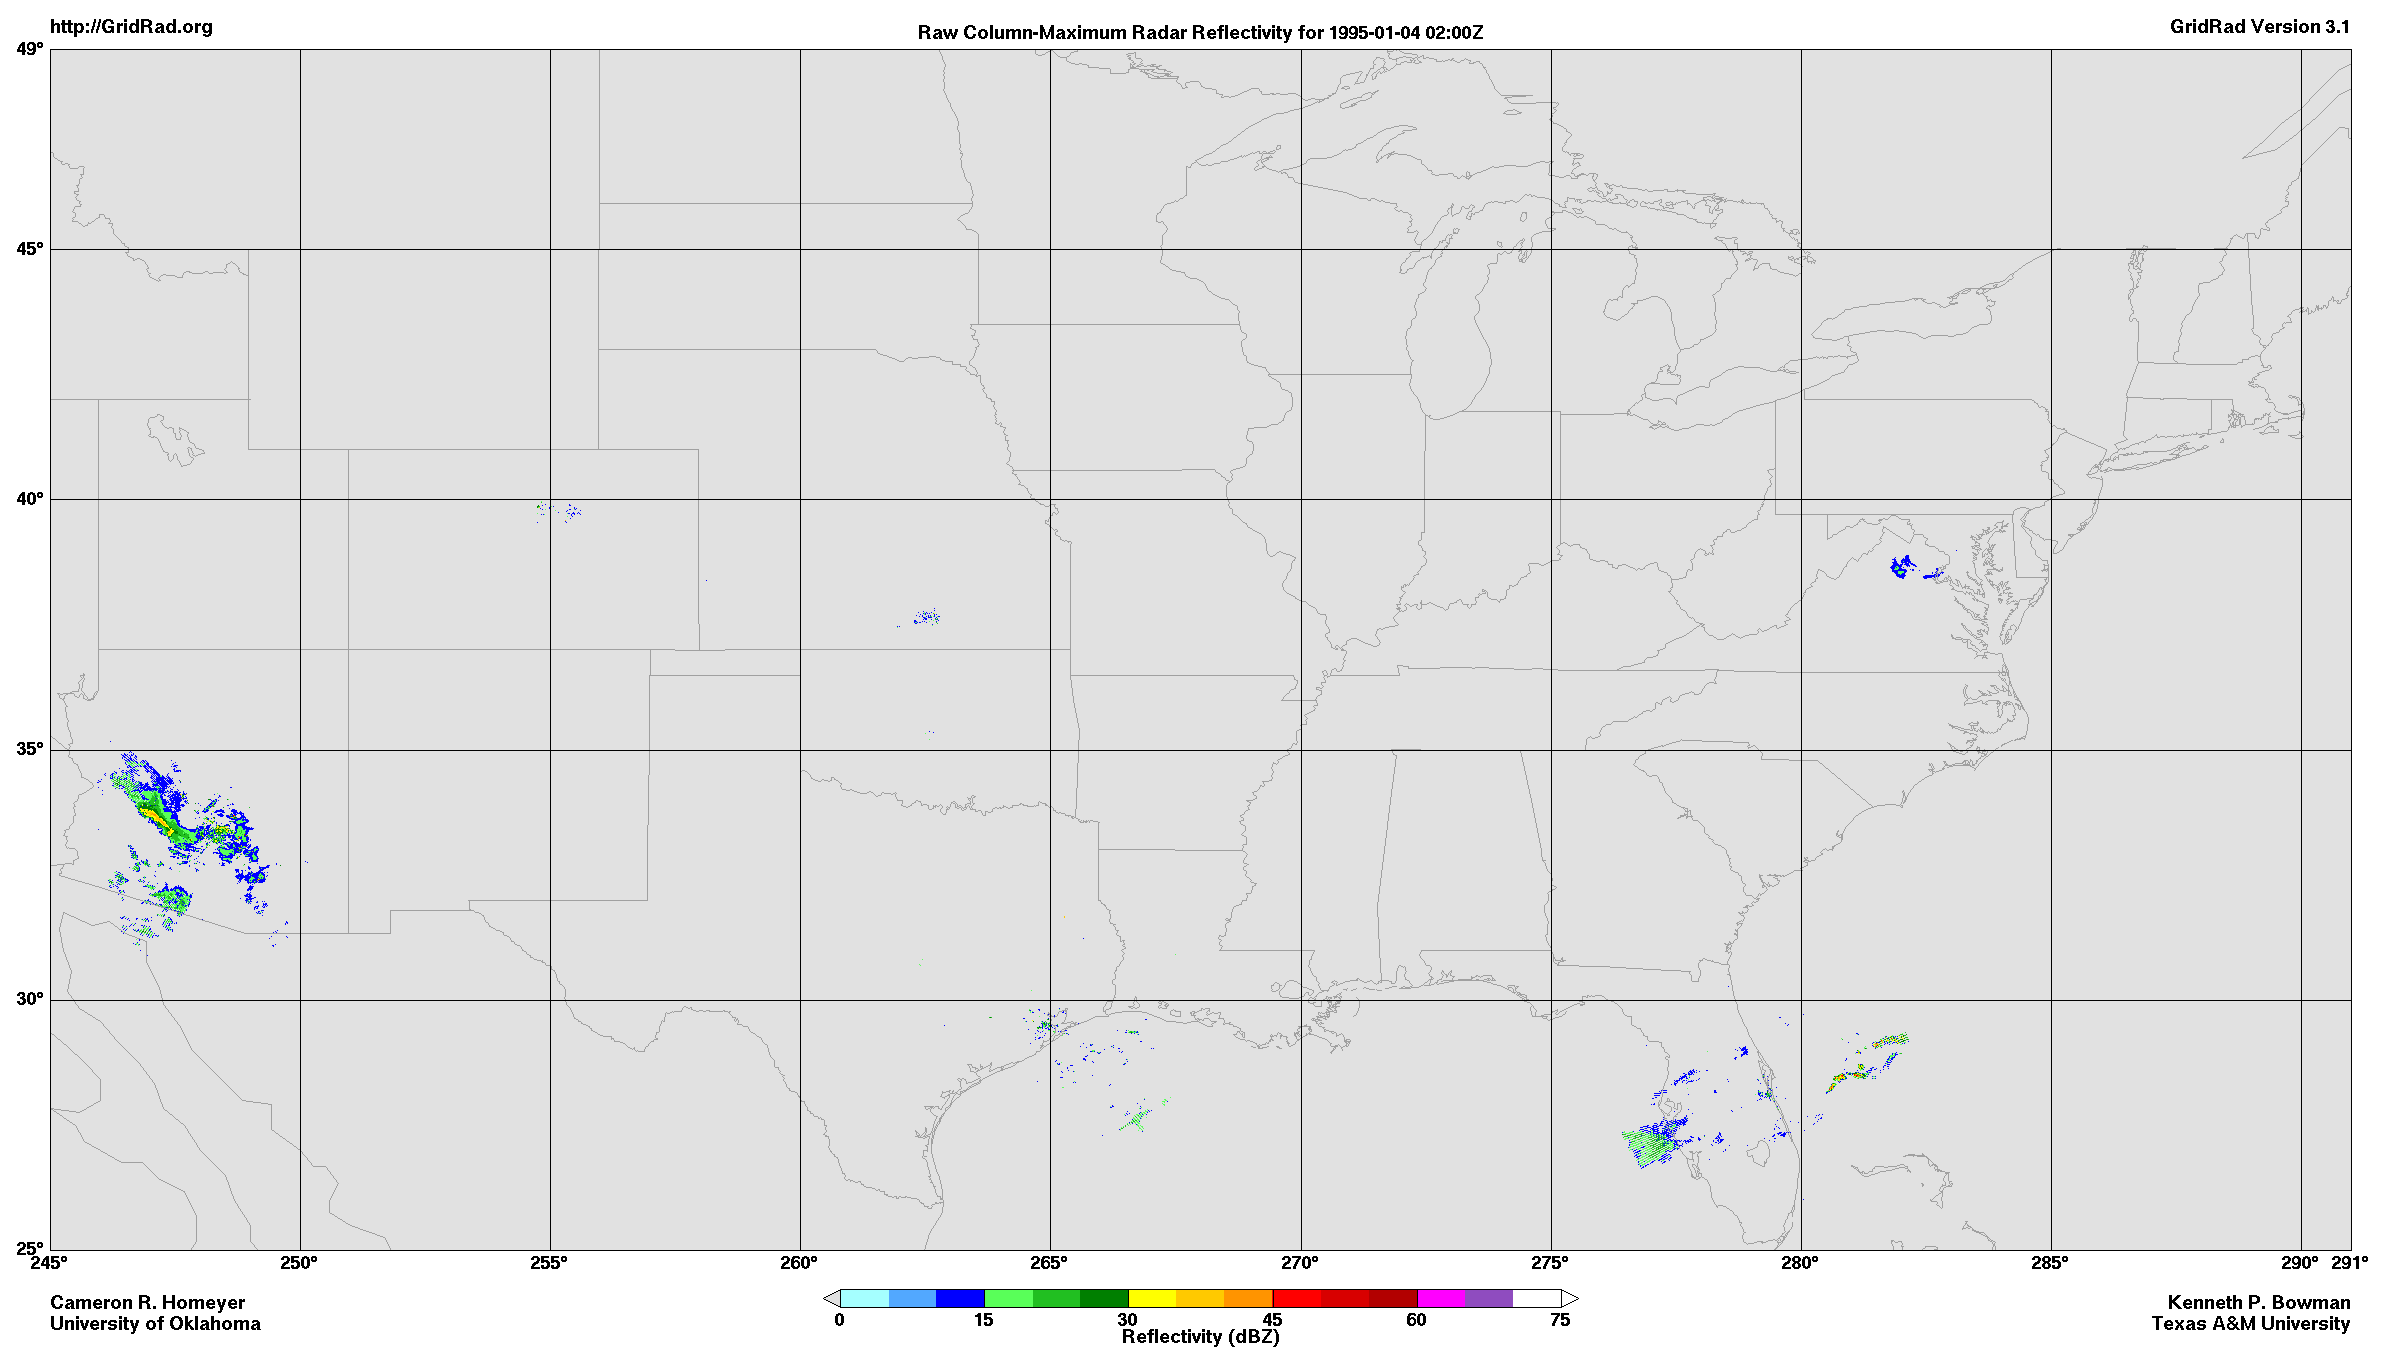 http://GridRad.org
Raw Column-Maximum Radar Reflectivity for 1995-01-04 02:00Z
GridRad Version 3.1
49°
45°
40°
35°
30°
25°
245° 250° 255° 260° 265° 270° 275° 280° 285° 290° 291°
0 15 30 45 60 75
Reflectivity (dBZ)
Cameron R. Homeyer
University of Oklahoma
Kenneth P. Bowman
Texas A&M University